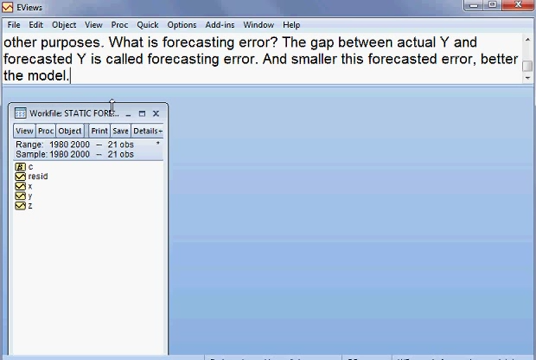 EViews
File Edit Object View Proc Quick Options Add-ins Window Help
other purposes. What is forecasting error? The gap between actual Y and
forecasted Y is called forecasting error. And smaller this forecasted error, better
the model.
Workfile: STATIC FORE...
View Proc Object Print Save Details-
Range: 1980 2000 -- 21 obs
Sample: 1980 2000 -- 21 obs
c
resid
x
y
z